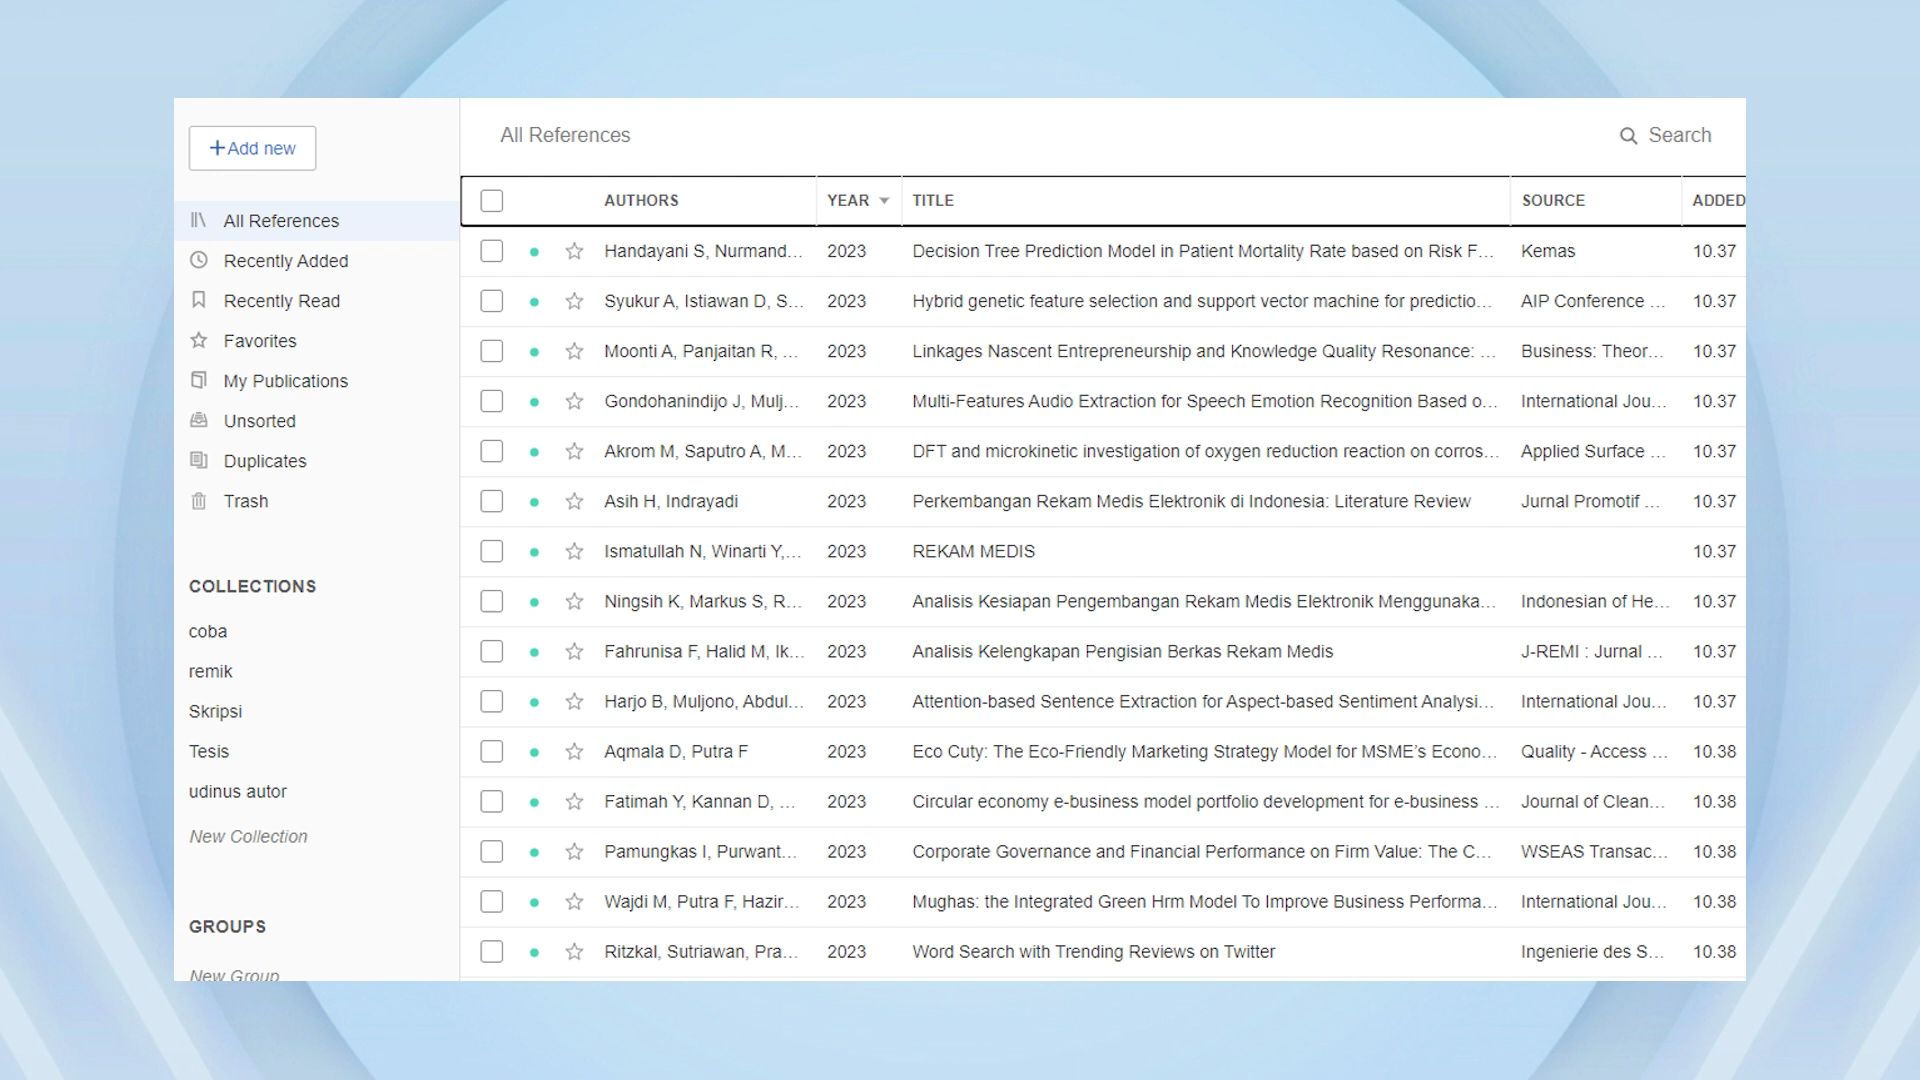 +Add new
All References
Recently Added
Recently Read
Favorites
My Publications
Unsorted
Duplicates
Trash
COLLECTIONS
coba
remik
Skripsi
Tesis
udinus autor
New Collection
GROUPS
New Group
All References
Search
AUTHORS YEAR TITLE SOURCE ADDED
Handayani S, Nurmand... 2023 Decision Tree Prediction Model in Patient Mortality Rate based on Risk F... Kemas 10.37
Syukur A, Istiawan D, S... 2023 Hybrid genetic feature selection and support vector machine for predictio... AIP Conference ... 10.37
Moonti A, Panjaitan R, ... 2023 Linkages Nascent Entrepreneurship and Knowledge Quality Resonance: ... Business: Theor... 10.37
Gondohanindijo J, Mulj... 2023 Multi-Features Audio Extraction for Speech Emotion Recognition Based o... International Jou... 10.37
Akrom M, Saputro A, M... 2023 DFT and microkinetic investigation of oxygen reduction reaction on corros... Applied Surface ... 10.37
Asih H, Indrayadi 2023 Perkembangan Rekam Medis Elektronik di Indonesia: Literature Review Jurnal Promotif ... 10.37
Ismatullah N, Winarti Y,... 2023 REKAM MEDIS 10.37
Ningsih K, Markus S, R... 2023 Analisis Kesiapan Pengembangan Rekam Medis Elektronik Menggunaka... Indonesian of He... 10.37
Fahrunisa F, Halid M, Ik... 2023 Analisis Kelengkapan Pengisian Berkas Rekam Medis J-REMI : Jurnal ... 10.37
Harjo B, Muljono, Abdul... 2023 Attention-based Sentence Extraction for Aspect-based Sentiment Analysi... International Jou... 10.37
Aqmala D, Putra F 2023 Eco Cuty: The Eco-Friendly Marketing Strategy Model for MSME’s Econo... Quality - Access ... 10.38
Fatimah Y, Kannan D, ... 2023 Circular economy e-business model portfolio development for e-business ... Journal of Clean... 10.38
Pamungkas I, Purwant... 2023 Corporate Governance and Financial Performance on Firm Value: The C... WSEAS Transac... 10.38
Wajdi M, Putra F, Hazir... 2023 Mughas: the Integrated Green Hrm Model To Improve Business Performa... International Jou... 10.38
Ritzkal, Sutriawan, Pra... 2023 Word Search with Trending Reviews on Twitter Ingenierie des S... 10.38